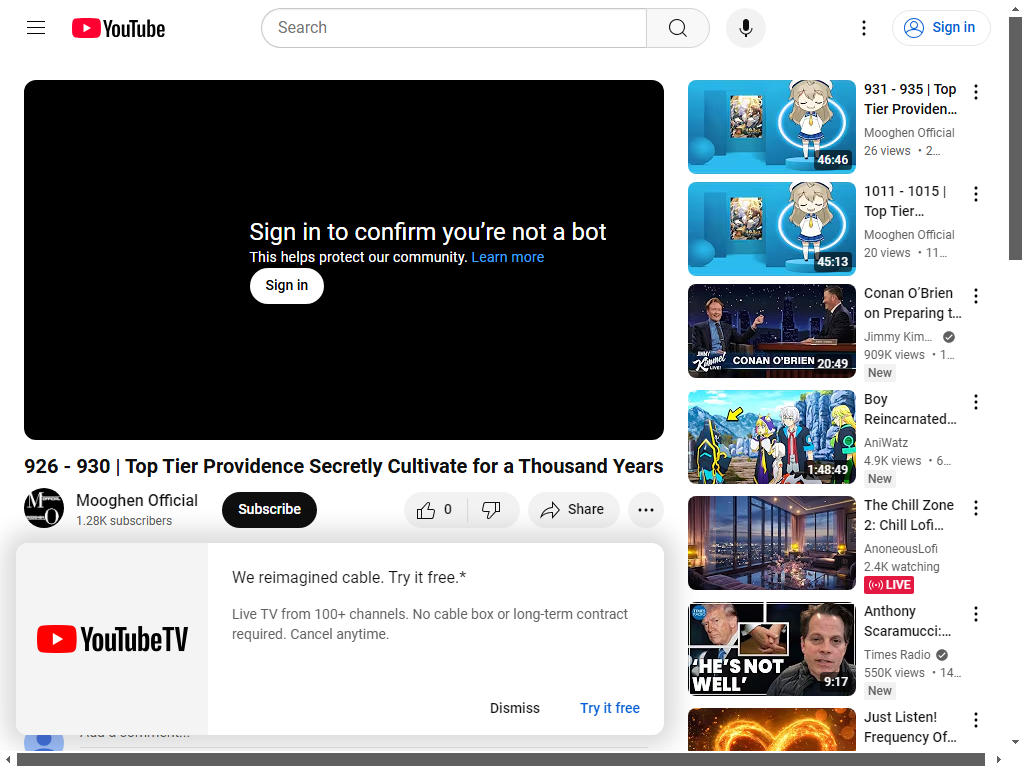 YouTube
Search
Sign in
Sign in to confirm you're not a bot
This helps protect our community. Learn more
Sign in
926 - 930 | Top Tier Providence Secretly Cultivate for a Thousand Years
Mooghen Official
1.28K subscribers
Subscribe
0
Share
We reimagined cable. Try it free.*
Live TV from 100+ channels. No cable box or long-term contract
required. Cancel anytime.
YouTubeTV
Dismiss
Try it free
Add a comment...
931 - 935 | Top
Tier Providen...
Mooghen Official
26 views • 2...
46:46
1011 - 1015 |
Top Tier...
Mooghen Official
20 views • 11...
45:13
Conan O'Brien
on Preparing t...
Jimmy Kim...
909K views • 1...
New
JIMMY
Kimmel
LIVE!
CONAN O'BRIEN
20:49
Boy
Reincarnated...
AniWatz
4.9K views • 6...
New
1:48:49
The Chill Zone
2: Chill Lofi...
AnoneousLofi
2.4K watching
LIVE
Anthony
Scaramucci:...
Times Radio
550K views • 14...
New
'HE'S NOT
WELL'
9:17
Just Listen!
Frequency Of...